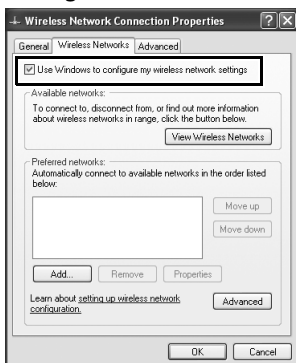 Wireless Network Connection Properties
General Wireless Networks Advanced
Use Windows to configure my wireless network settings
Available networks:
To connect to, disconnect from, or find out more information
about wireless networks in range, click the button below.
View Wireless Networks
Preferred networks:
Automatically connect to available networks in the order listed
below:
Move up
Move down
Add... Remove Properties
Learn about setting up wireless network
configuration.
Advanced
OK Cancel